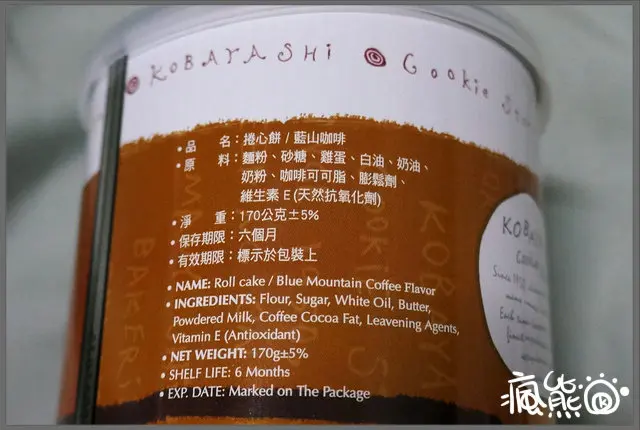 KOBAYASHI Cookie
• 品 名：捲心餅 / 藍山咖啡
• 原 料：麵粉、砂糖、雞蛋、白油、奶油、
奶粉、咖啡可可脂、膨鬆劑、
維生素 E (天然抗氧化劑)
• 淨 重：170公克±5%
• 保存期限：六個月
• 有效期限：標示於包裝上
• NAME: Roll cake / Blue Mountain Coffee Flavor
• INGREDIENTS: Flour, Sugar, White Oil, Butter,
Powdered Milk, Coffee Cocoa Fat, Leavening Agents,
Vitamin E (Antioxidant)
• NET WEIGHT: 170g±5%
• SHELF LIFE: 6 Months
• EXP. DATE: Marked on The Package
KOBAYA
BAKERY
KOBA
Since 19
瘋熊